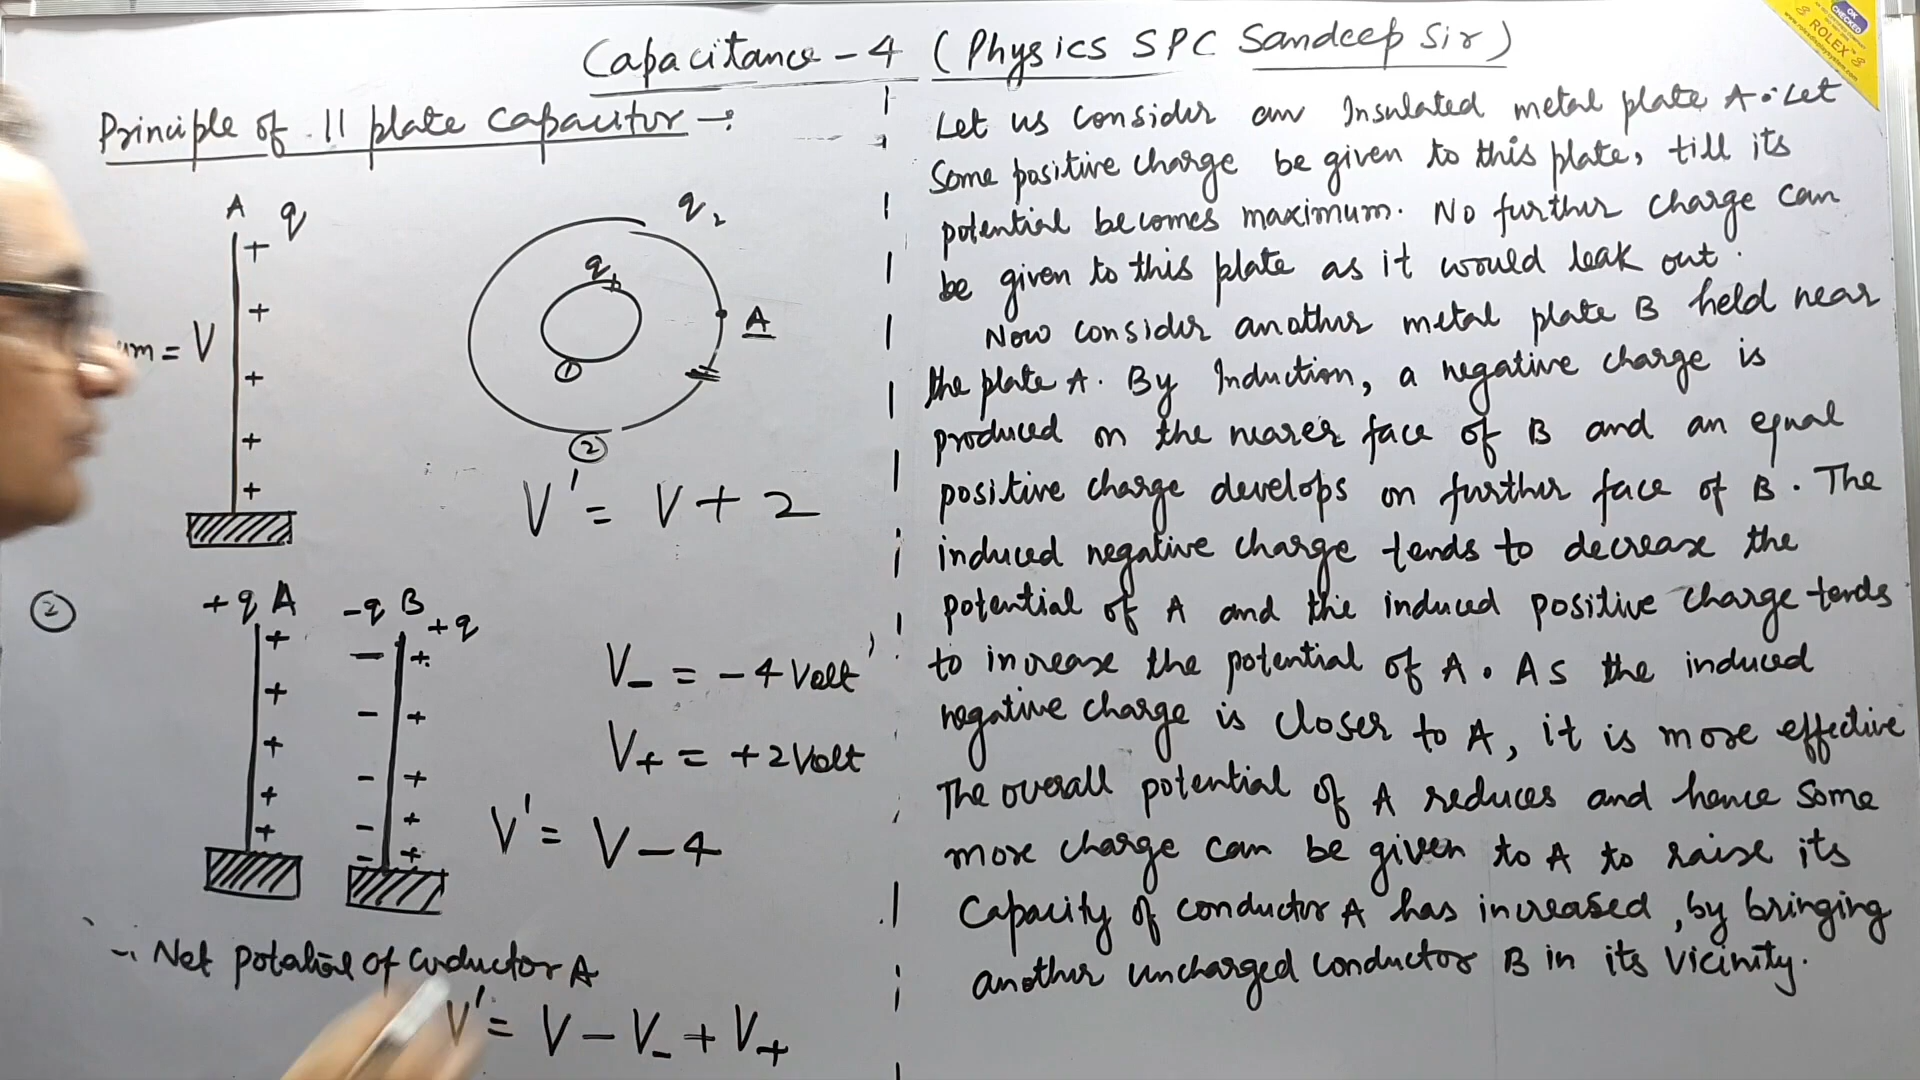 Capacitance - 4 (Physics SPC Sandeep Sir)
Principle of || plate capacitor →:
A q
+
+
+
+
+
um = V
q2
q1
A
1
2
V' = V + 2
2
+q A -q B +q
V_ = -4 Volt
V+ = +2 Volt
V' = V - 4
∴ Net potential of conductor A
V' = V - V_ + V+
Let us consider an Insulated metal plate A. Let
Some positive charge be given to this plate, till its
potential becomes maximum. No further charge can
be given to this plate as it would leak out.
Now consider another metal plate B held near
the plate A. By Induction, a negative charge is
produced on the nearer face of B and an equal
positive charge develops on further face of B. The
induced negative charge tends to decrease the
potential of A and the induced positive charge tends
to increase the potential of A. As the induced
negative charge is closer to A, it is more effective
The overall potential of A reduces and hence some
more charge can be given to A to raise its
Capacity of conductor A has increased, by bringing
another uncharged conductor B in its vicinity.
OK CHECKED
ROLEX